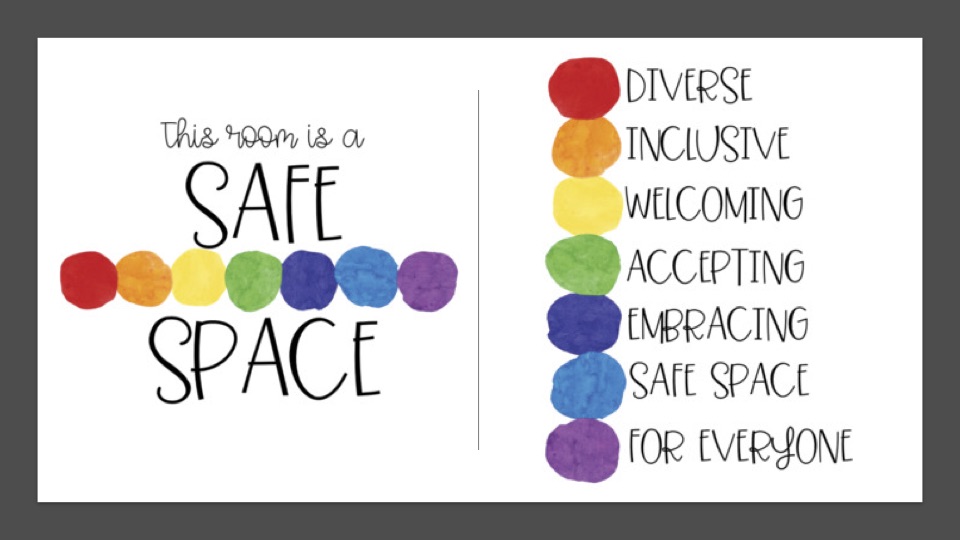 This room is a
SAFE
SPACE
DIVERSE
INCLUSIVE
WELCOMING
ACCEPTING
EMBRACING
SAFE SPACE
FOR EVERYONE